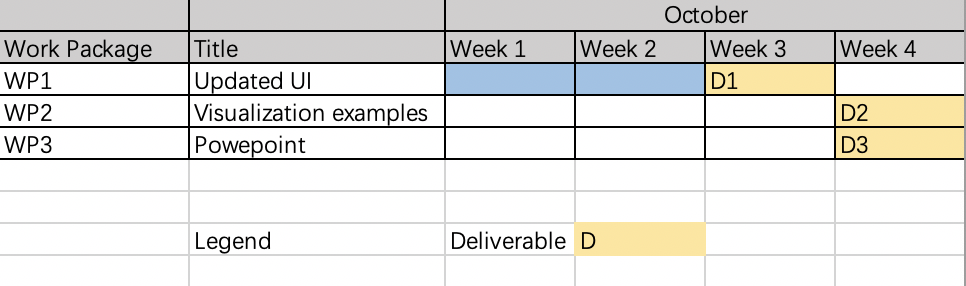 October
Work Package Title Week 1 Week 2 Week 3 Week 4
WP1 Updated UI D1
WP2 Visualization examples D2
WP3 Powepoint D3
Legend Deliverable D